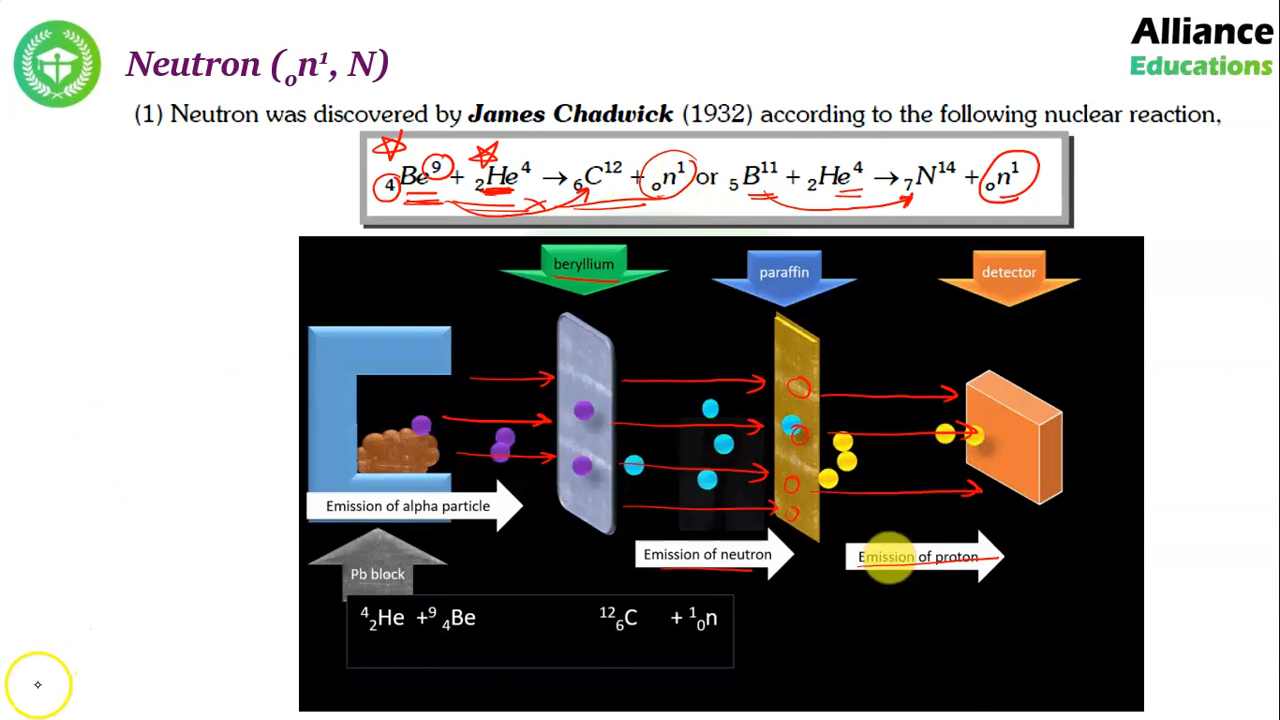 Alliance
Educations
Neutron (₀n¹, N)
(1) Neutron was discovered by James Chadwick (1932) according to the following nuclear reaction,
₄Be⁹ + ₂He⁴ → ₆C¹² + ₀n¹ or ₅B¹¹ + ₂He⁴ → ₇N¹⁴ + ₀n¹
beryllium
paraffin
detector
Emission of alpha particle
Emission of neutron
Emission of proton
Pb block
⁴₂He +⁹₄Be ¹²₆C + ¹₀n